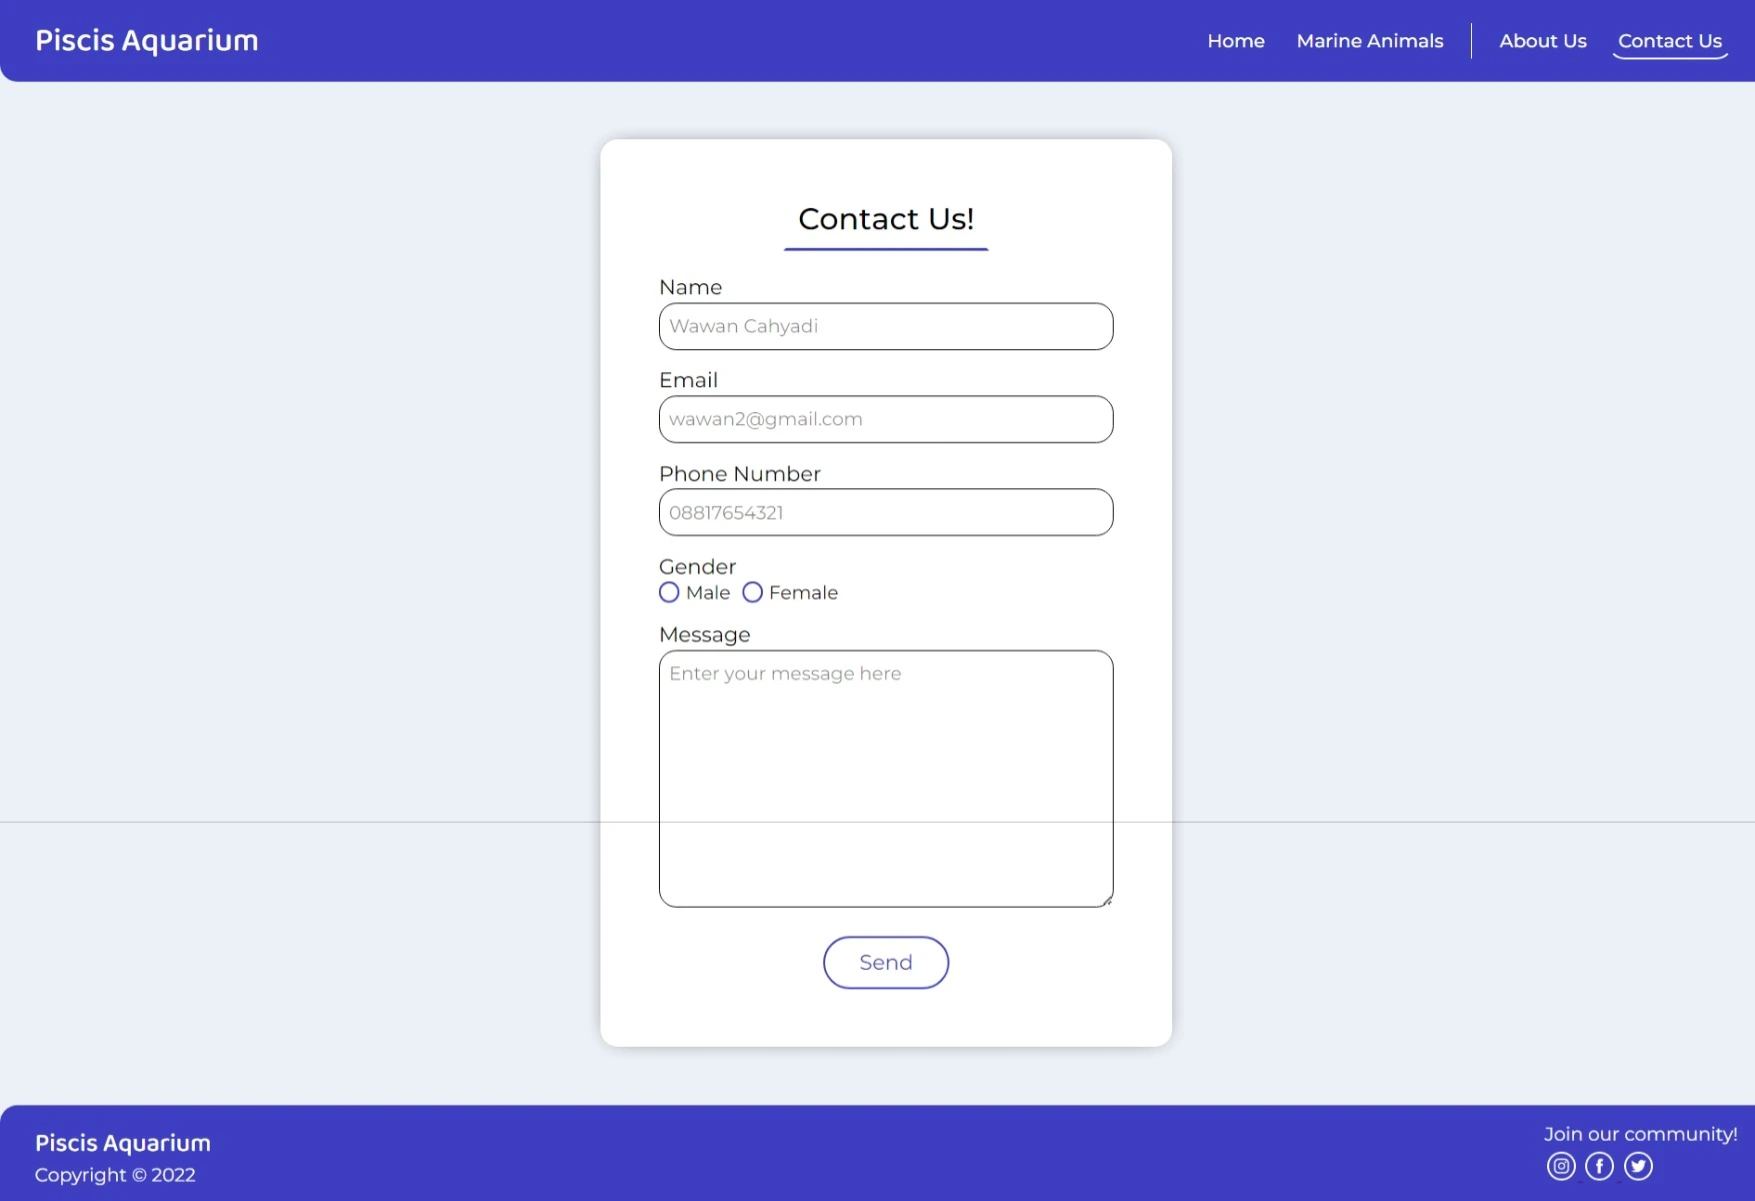 Piscis Aquarium
Home Marine Animals About Us Contact Us
Contact Us!
Name
Wawan Cahyadi
Email
wawan2@gmail.com
Phone Number
08817654321
Gender
Male Female
Message
Enter your message here
Send
Piscis Aquarium
Copyright © 2022
Join our community!